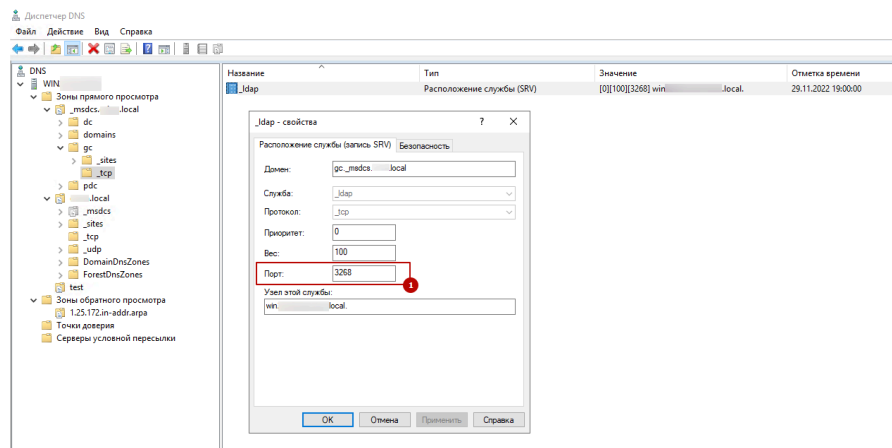 Диспетчер DNS
Файл Действие Вид Справка
DNS
WIN
Зоны прямого просмотра
_msdcs. .local
dc
domains
gc
_sites
_tcp
pdc
.local
_msdcs
_sites
_tcp
_udp
DomainDnsZones
ForestDnsZones
test
Зоны обратного просмотра
1.25.172.in-addr.arpa
Точки доверия
Серверы условной пересылки
Название Тип Значение Отметка времени
_ldap Расположение службы (SRV) [0][100][3268] win .local. 29.11.2022 19:00:00
_ldap - свойства ?
Расположение службы (запись SRV) Безопасность
Домен: gc._msdcs. .local
Служба: _ldap
Протокол: _tcp
Приоритет: 0
Вес: 100
Порт: 3268
1
Узел этой службы:
win. local.
OK Отмена Применить Справка